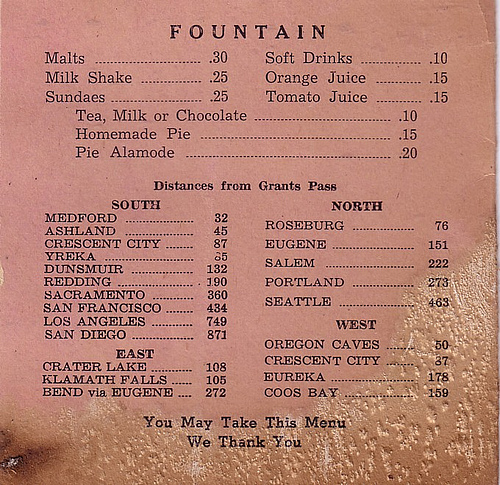 FOUNTAIN
Malts .30
Milk Shake .25
Sundaes .25
Soft Drinks .10
Orange Juice .15
Tomato Juice .15
Tea, Milk or Chocolate .10
Homemade Pie .15
Pie Alamode .20
Distances from Grants Pass
SOUTH
MEDFORD 32
ASHLAND 45
CRESCENT CITY 87
YREKA
DUNSMUIR 132
REDDING 190
SACRAMENTO 360
SAN FRANCISCO 434
LOS ANGELES 749
SAN DIEGO 871
EAST
CRATER LAKE 108
KLAMATH FALLS 105
BEND via EUGENE 272
NORTH
ROSEBURG 76
EUGENE 151
SALEM 222
PORTLAND 273
SEATTLE 463
WEST
OREGON CAVES 50
CRESCENT CITY
EUREKA 178
COOS BAY 159
You May Take This Menu
We Thank You